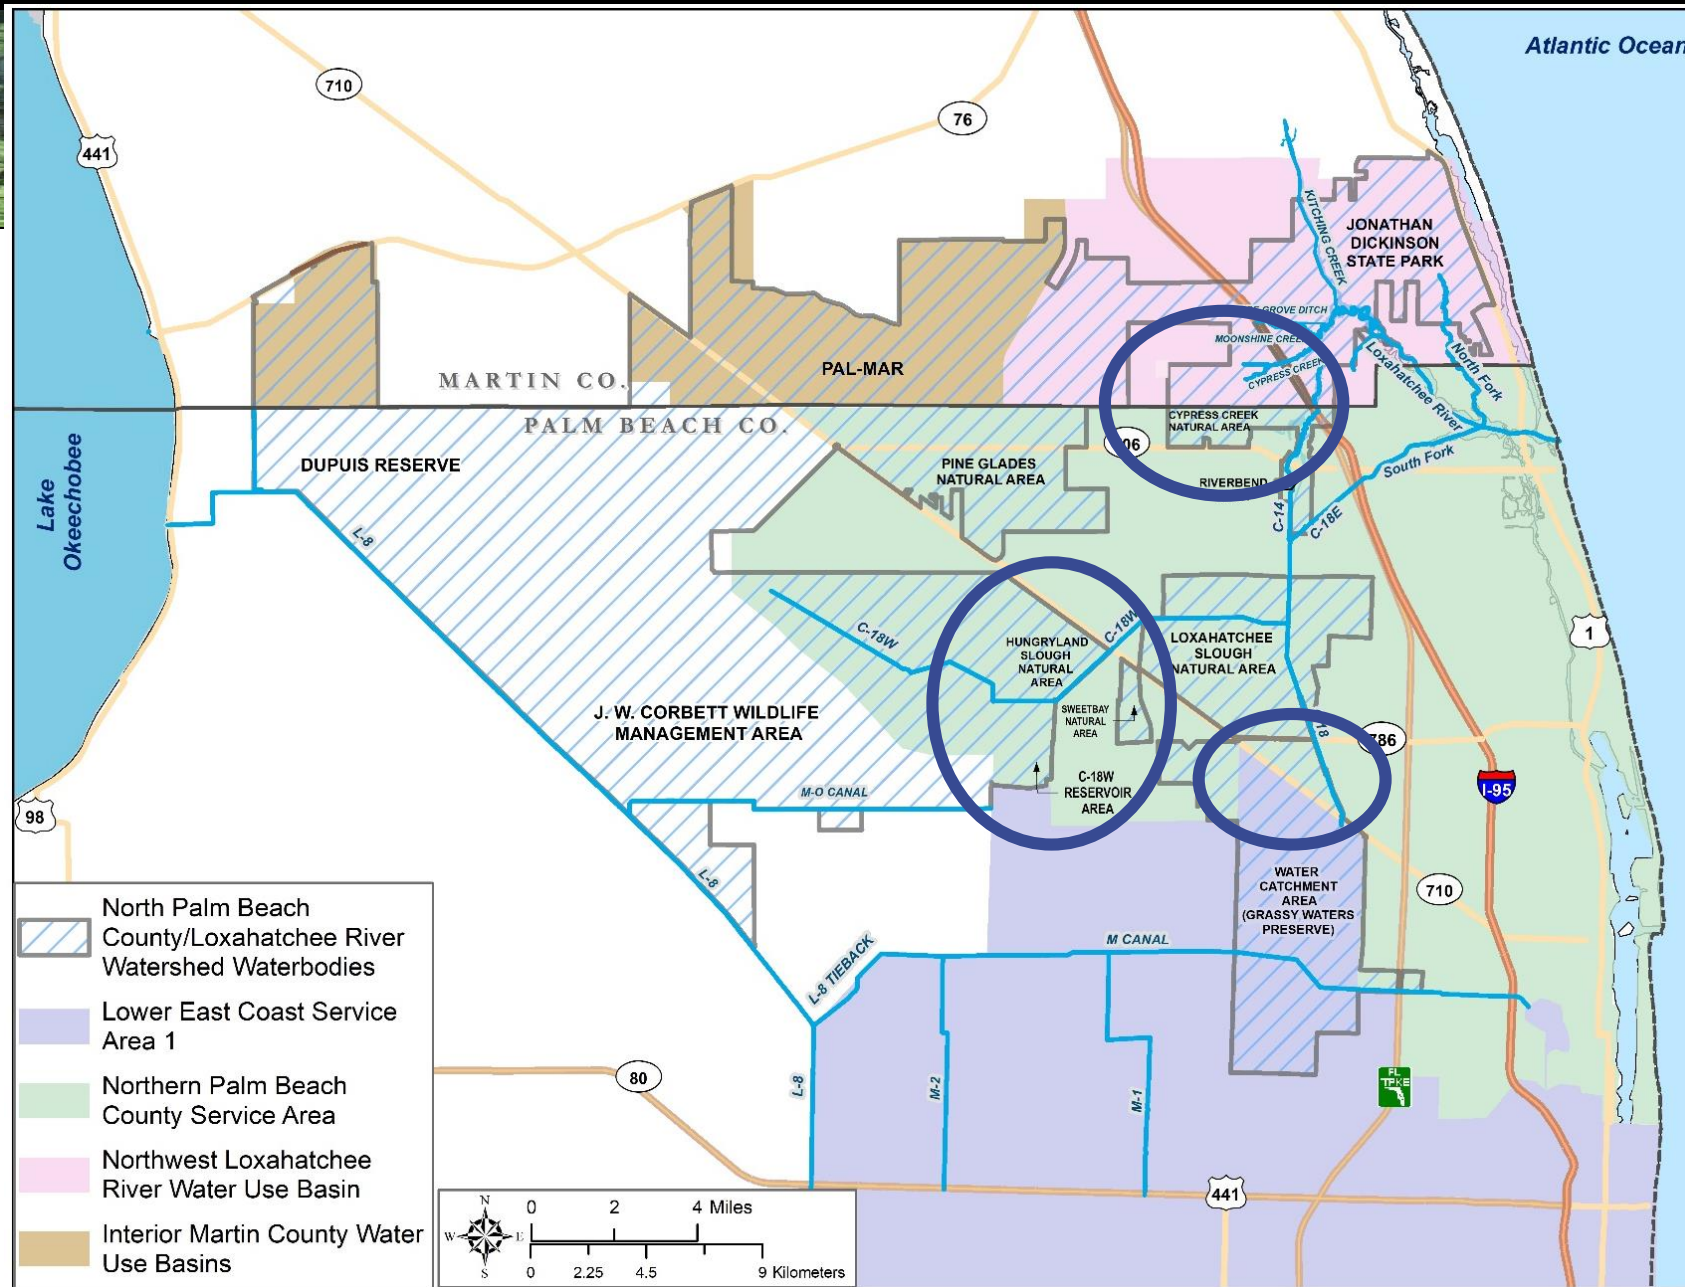 Atlantic Ocean
710
76
441
KITCHING CREEK
JONATHAN
DICKINSON
STATE PARK
GROVE DITCH
MOONSHINE CREEK
CYPRESS CREEK
Loxahatchee River
North Fork
PAL-MAR
MARTIN CO.
PALM BEACH CO.
CYPRESS CREEK
NATURAL AREA
06
DUPUIS RESERVE
PINE GLADES
NATURAL AREA
RIVERBEND
South Fork
Lake
Okeechobee
L-8
C-14
C-18E
C-18W
C-18W
HUNGRYLAND
SLOUGH
NATURAL
AREA
LOXAHATCHEE
SLOUGH
NATURAL AREA
1
J. W. CORBETT WILDLIFE
MANAGEMENT AREA
SWEETBAY
NATURAL
AREA
18
786
C-18W
RESERVOIR
AREA
M-O CANAL
I-95
98
L-8
WATER
CATCHMENT
AREA
(GRASSY WATERS
PRESERVE)
710
M CANAL
L-8 TIEBACK
80
L-8
M-2
M-1
FL
TPKE
441
North Palm Beach
County/Loxahatchee River
Watershed Waterbodies
Lower East Coast Service
Area 1
Northern Palm Beach
County Service Area
Northwest Loxahatchee
River Water Use Basin
Interior Martin County Water
Use Basins
N
W E
S
0 2 4 Miles
0 2.25 4.5 9 Kilometers